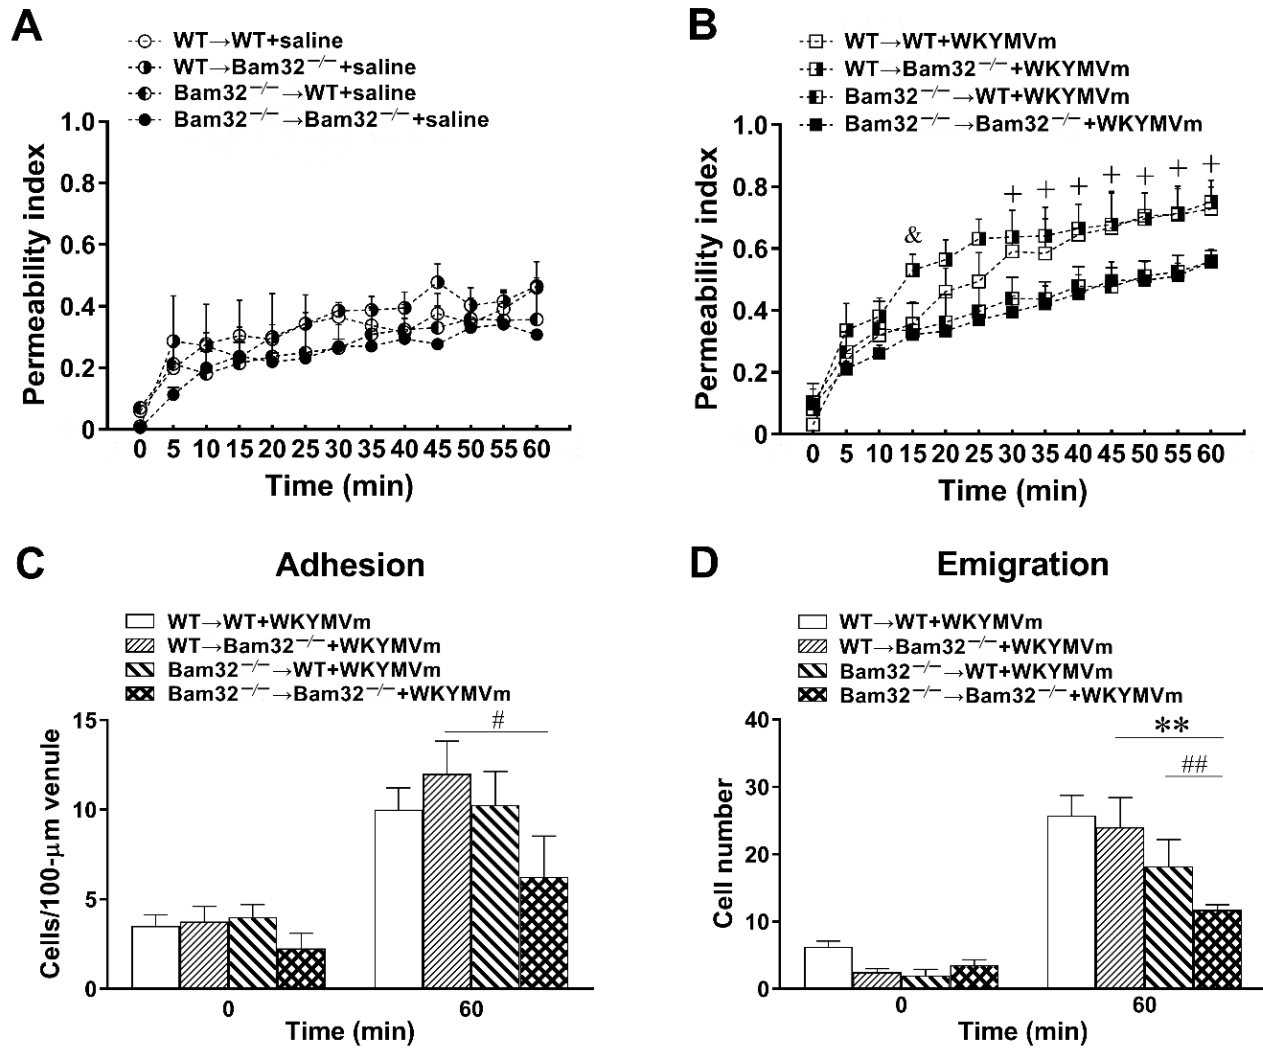 A
WT→WT+saline
WT→Bam32⁻/⁻+saline
Bam32⁻/⁻→WT+saline
Bam32⁻/⁻→Bam32⁻/⁻+saline
Permeability index
1.0
0.8
0.6
0.4
0.2
0
0 5 10 15 20 25 30 35 40 45 50 55 60
Time (min)
B
WT→WT+WKYMVm
WT→Bam32⁻/⁻+WKYMVm
Bam32⁻/⁻→WT+WKYMVm
Bam32⁻/⁻→Bam32⁻/⁻+WKYMVm
Permeability index
1.0
0.8
0.6
0.4
0.2
0
& + + + + + + +
0 5 10 15 20 25 30 35 40 45 50 55 60
Time (min)
C
Adhesion
WT→WT+WKYMVm
WT→Bam32⁻/⁻+WKYMVm
Bam32⁻/⁻→WT+WKYMVm
Bam32⁻/⁻→Bam32⁻/⁻+WKYMVm
Cells/100-μm venule
15
10
5
0
#
0 60
Time (min)
D
Emigration
WT→WT+WKYMVm
WT→Bam32⁻/⁻+WKYMVm
Bam32⁻/⁻→WT+WKYMVm
Bam32⁻/⁻→Bam32⁻/⁻+WKYMVm
Cell number
40
30
20
10
0
**
##
0 60
Time (min)